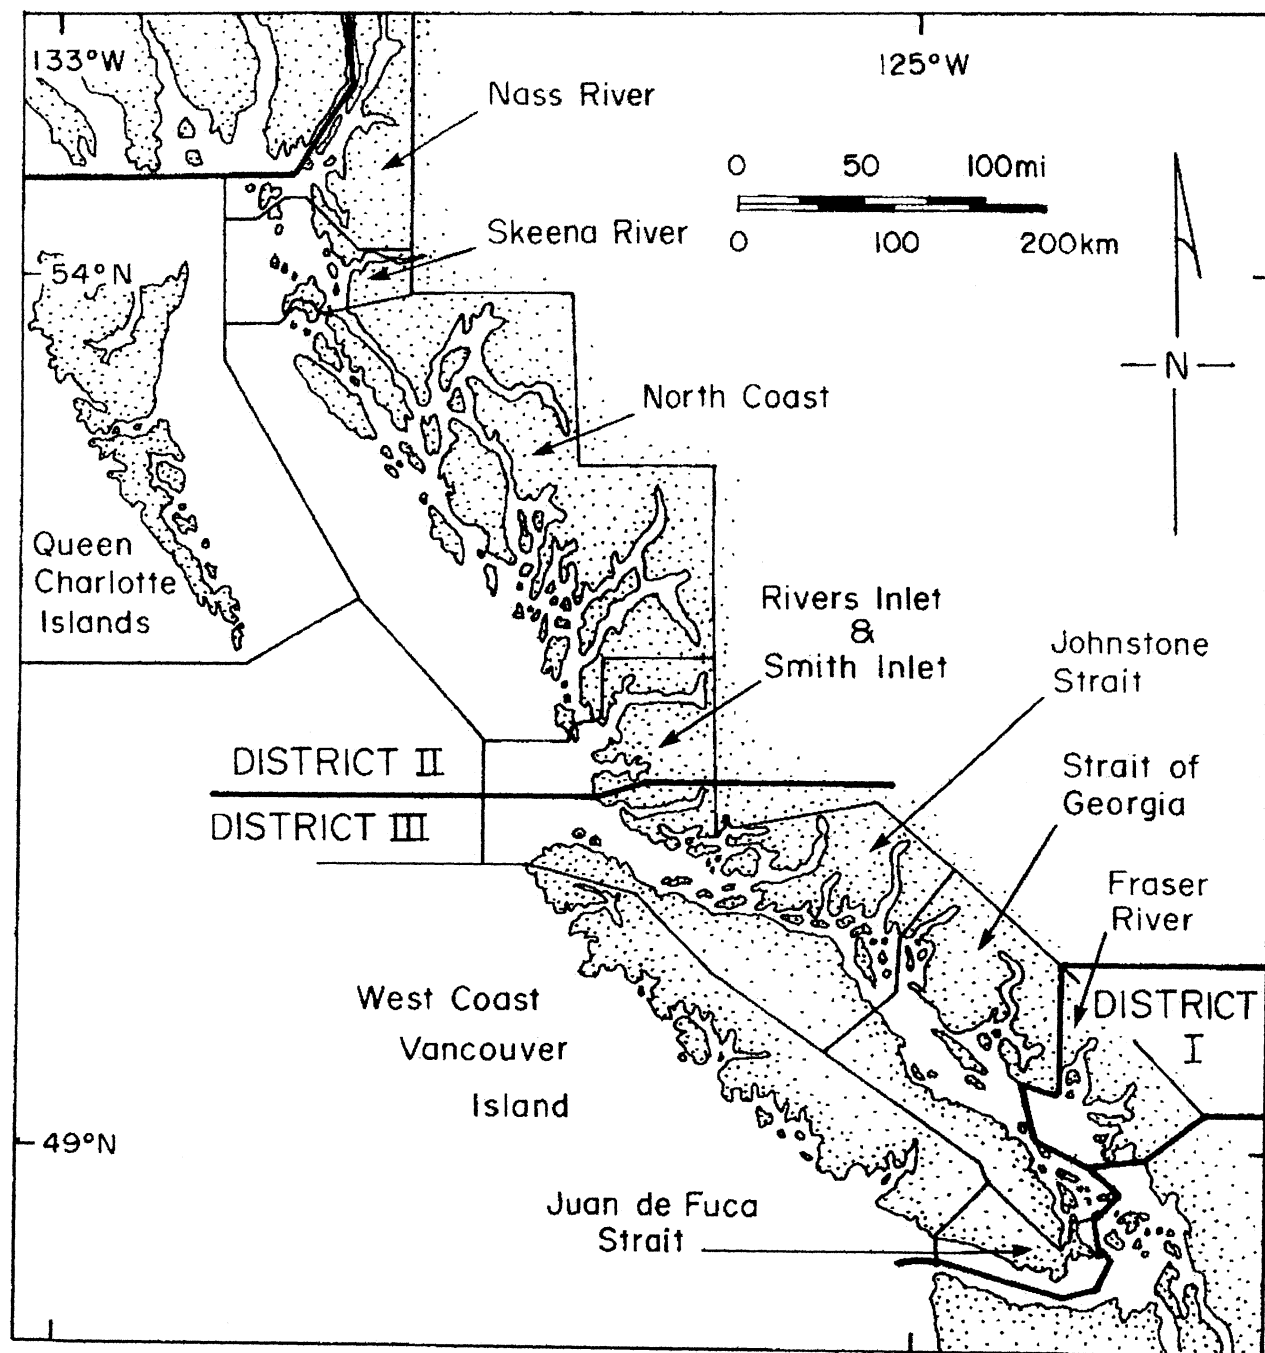 133°W
125°W
Nass River
0 50 100mi
0 100 200km
Skeena River
54°N
N
North Coast
Queen
Charlotte
Islands
Rivers Inlet
&
Smith Inlet
Johnstone
Strait
DISTRICT II
DISTRICT III
Strait of
Georgia
Fraser
River
West Coast
Vancouver
Island
DISTRICT
I
49°N
Juan de Fuca
Strait